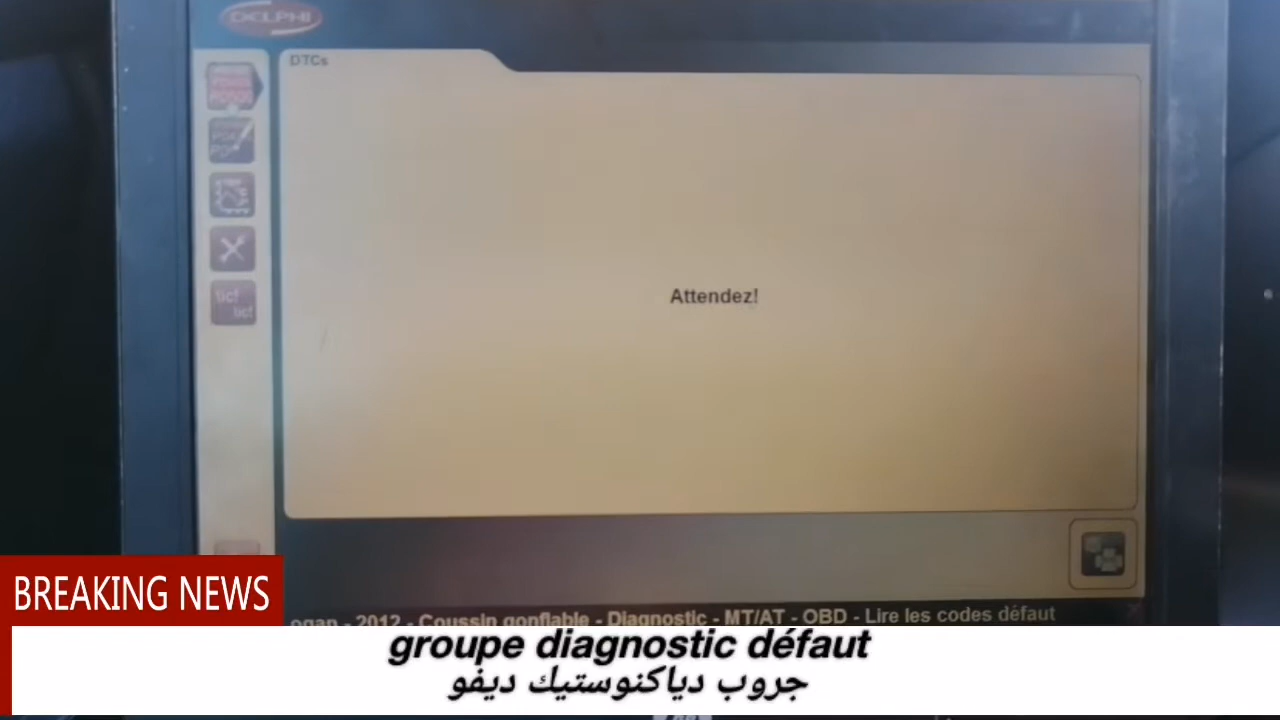 DELPHI
DTCs
Attendez!
ogan - 2012 - Coussin gonflable - Diagnostic - MT/AT - OBD - Lire les codes défaut
BREAKING NEWS
groupe diagnostic défaut
جروب دياكنوستيك ديفو